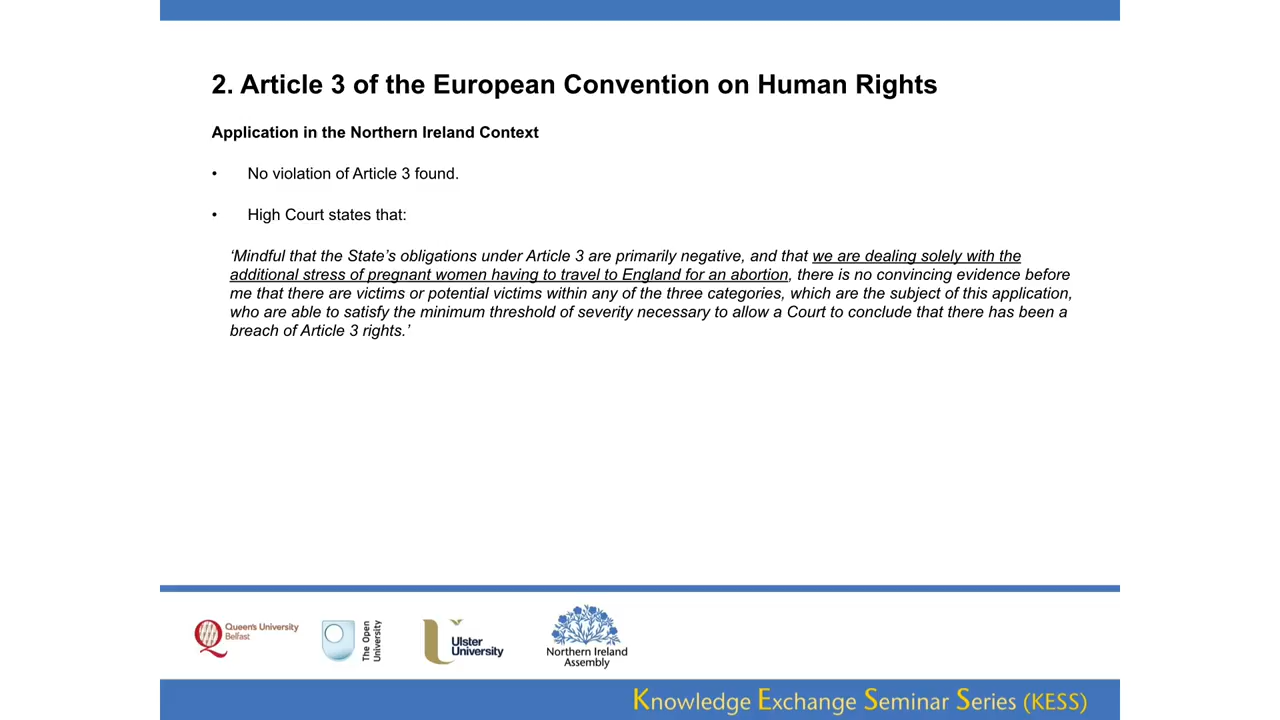 2. Article 3 of the European Convention on Human Rights
Application in the Northern Ireland Context
• No violation of Article 3 found.
• High Court states that:
‘Mindful that the State’s obligations under Article 3 are primarily negative, and that we are dealing solely with the
additional stress of pregnant women having to travel to England for an abortion, there is no convincing evidence before
me that there are victims or potential victims within any of the three categories, which are the subject of this application,
who are able to satisfy the minimum threshold of severity necessary to allow a Court to conclude that there has been a
breach of Article 3 rights.’
Queen's University
Belfast
The Open
University
Ulster
University
Northern Ireland
Assembly
Knowledge Exchange Seminar Series (KESS)